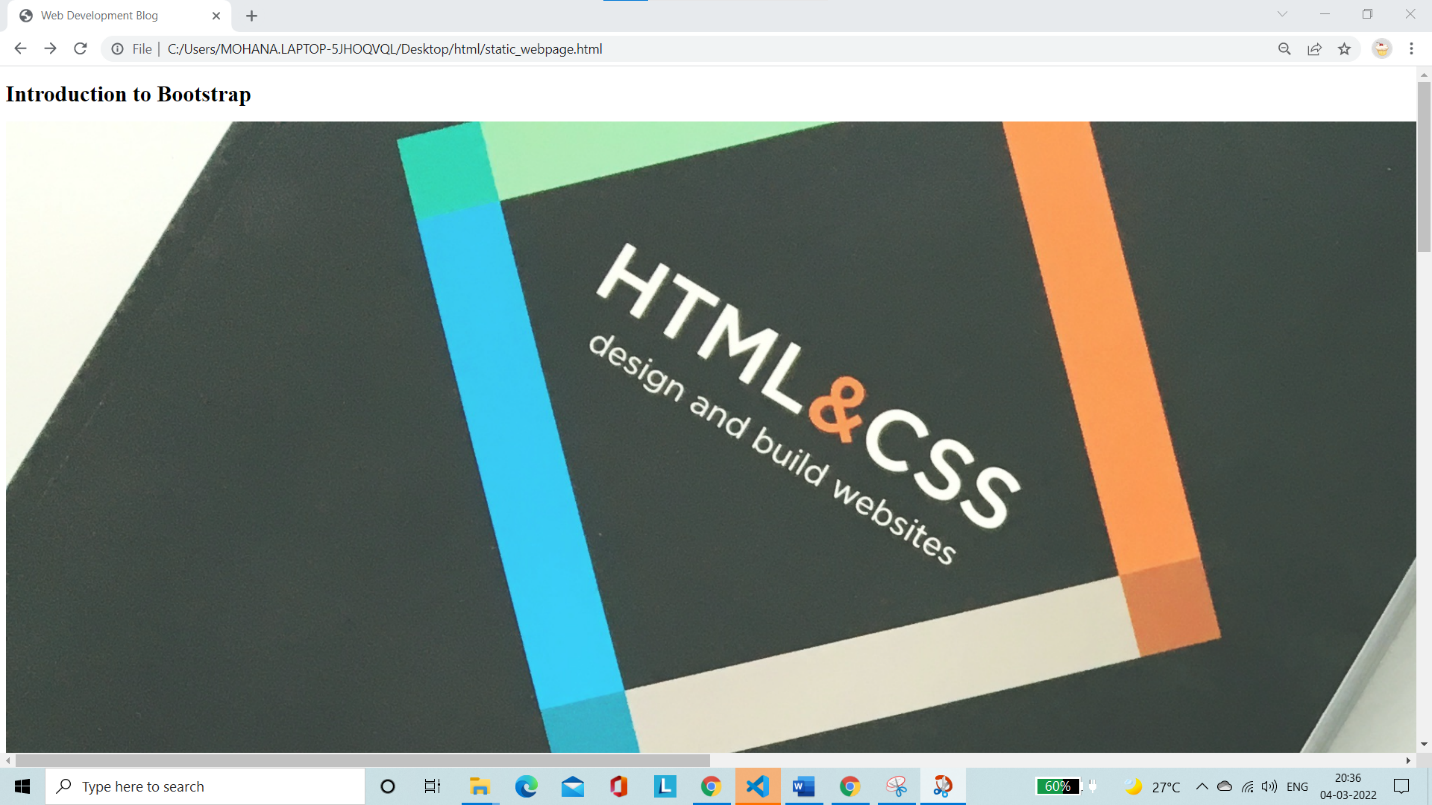 Web Development Blog
File | C:/Users/MOHANA.LAPTOP-5JHOQVQL/Desktop/html/static_webpage.html
Introduction to Bootstrap
HTML&CSS
design and build websites
Type here to search
L
W
60%
27°C
ENG
20:36
04-03-2022